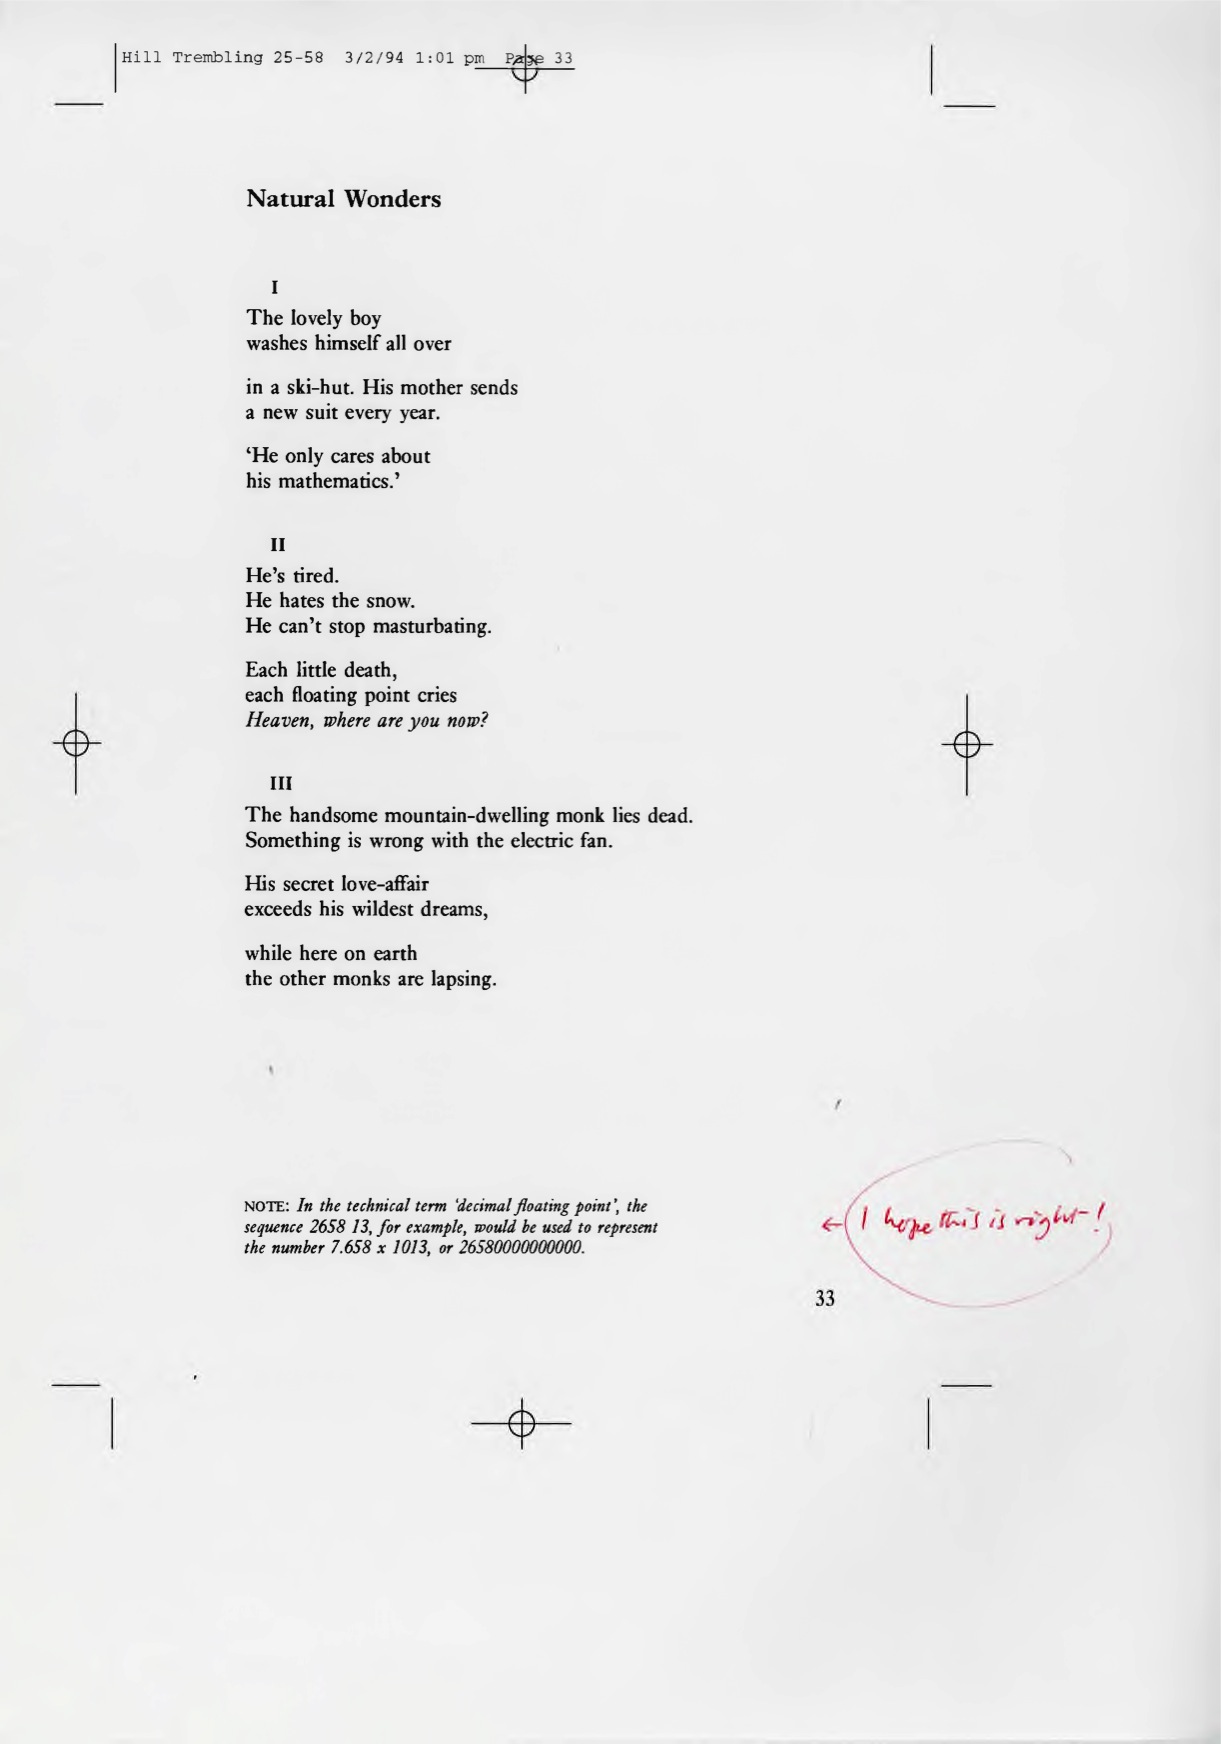 Hill Trembling 25-58 3/2/94 1:01 pm Page 33
Natural Wonders
I
The lovely boy
washes himself all over
in a ski-hut. His mother sends
a new suit every year.
‘He only cares about
his mathematics.’
II
He’s tired.
He hates the snow.
He can’t stop masturbating.
Each little death,
each floating point cries
Heaven, where are you now?
III
The handsome mountain-dwelling monk lies dead.
Something is wrong with the electric fan.
His secret love-affair
exceeds his wildest dreams,
while here on earth
the other monks are lapsing.
NOTE: In the technical term ‘decimal floating point’, the
sequence 2658 13, for example, would be used to represent
the number 7.658 x 1013, or 26580000000000.
← I hope this is right!
33